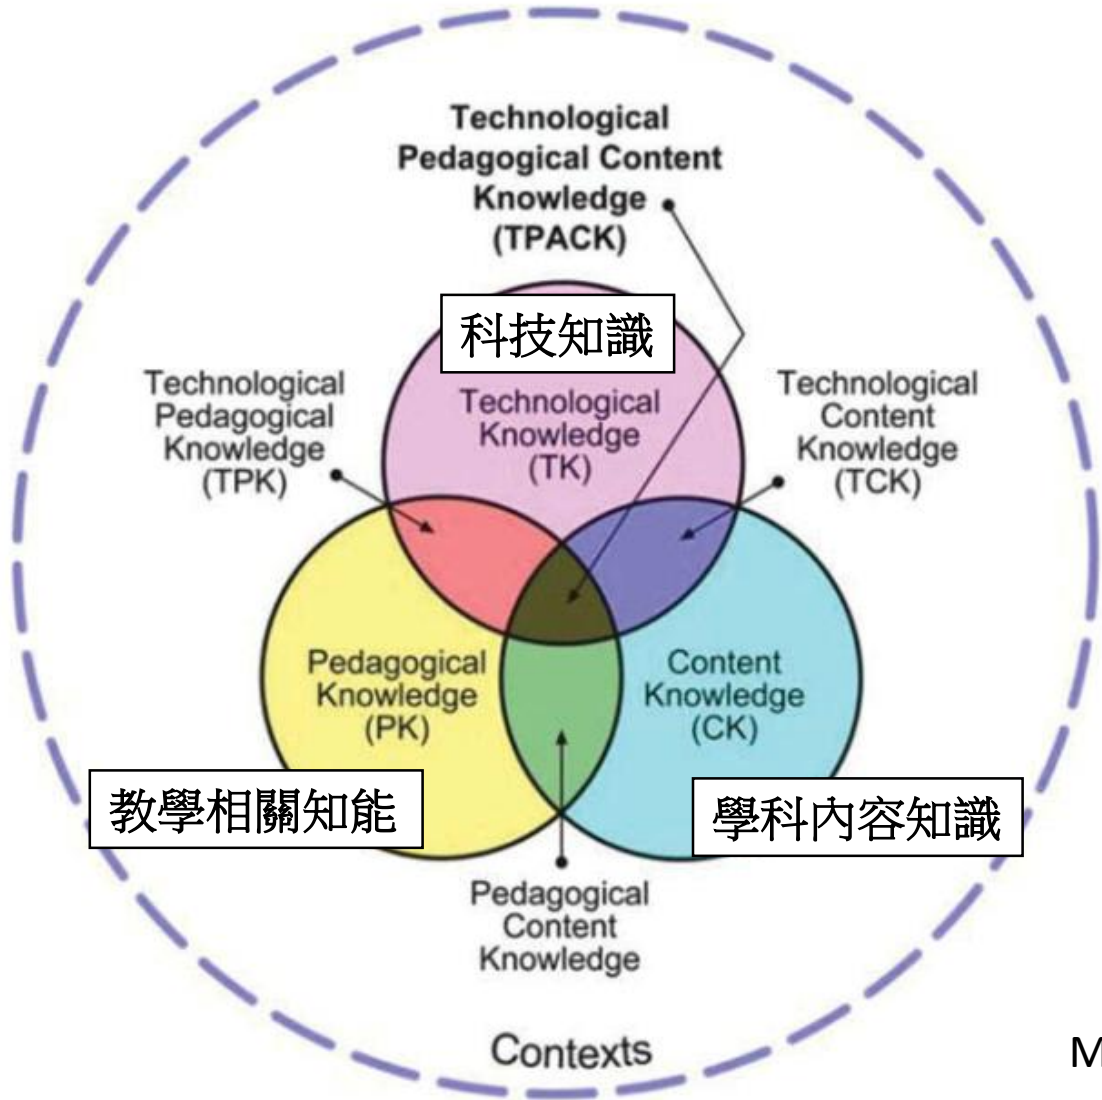 Technological
Pedagogical Content
Knowledge
(TPACK)
科技知識
Technological
Pedagogical
Knowledge
(TPK)
Technological
Knowledge
(TK)
Technological
Content
Knowledge
(TCK)
Pedagogical
Knowledge
(PK)
Content
Knowledge
(CK)
教學相關知能
學科內容知識
Pedagogical
Content
Knowledge
Contexts
M